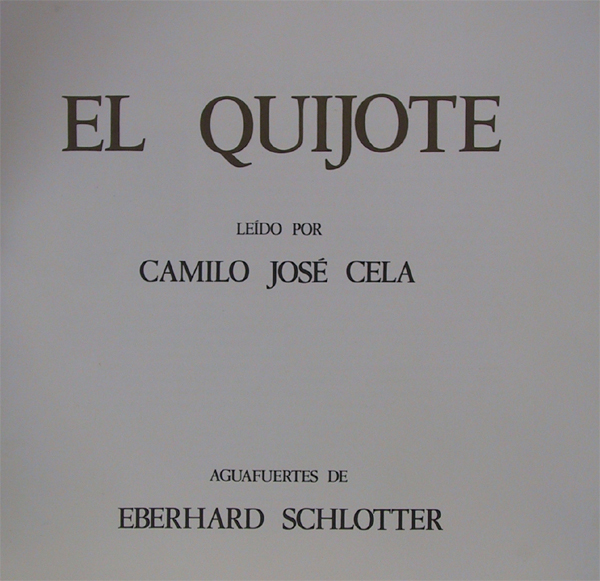 EL QUIJOTE
LEÍDO POR
CAMILO JOSÉ CELA
AGUAFUERTES DE
EBERHARD SCHLOTTER